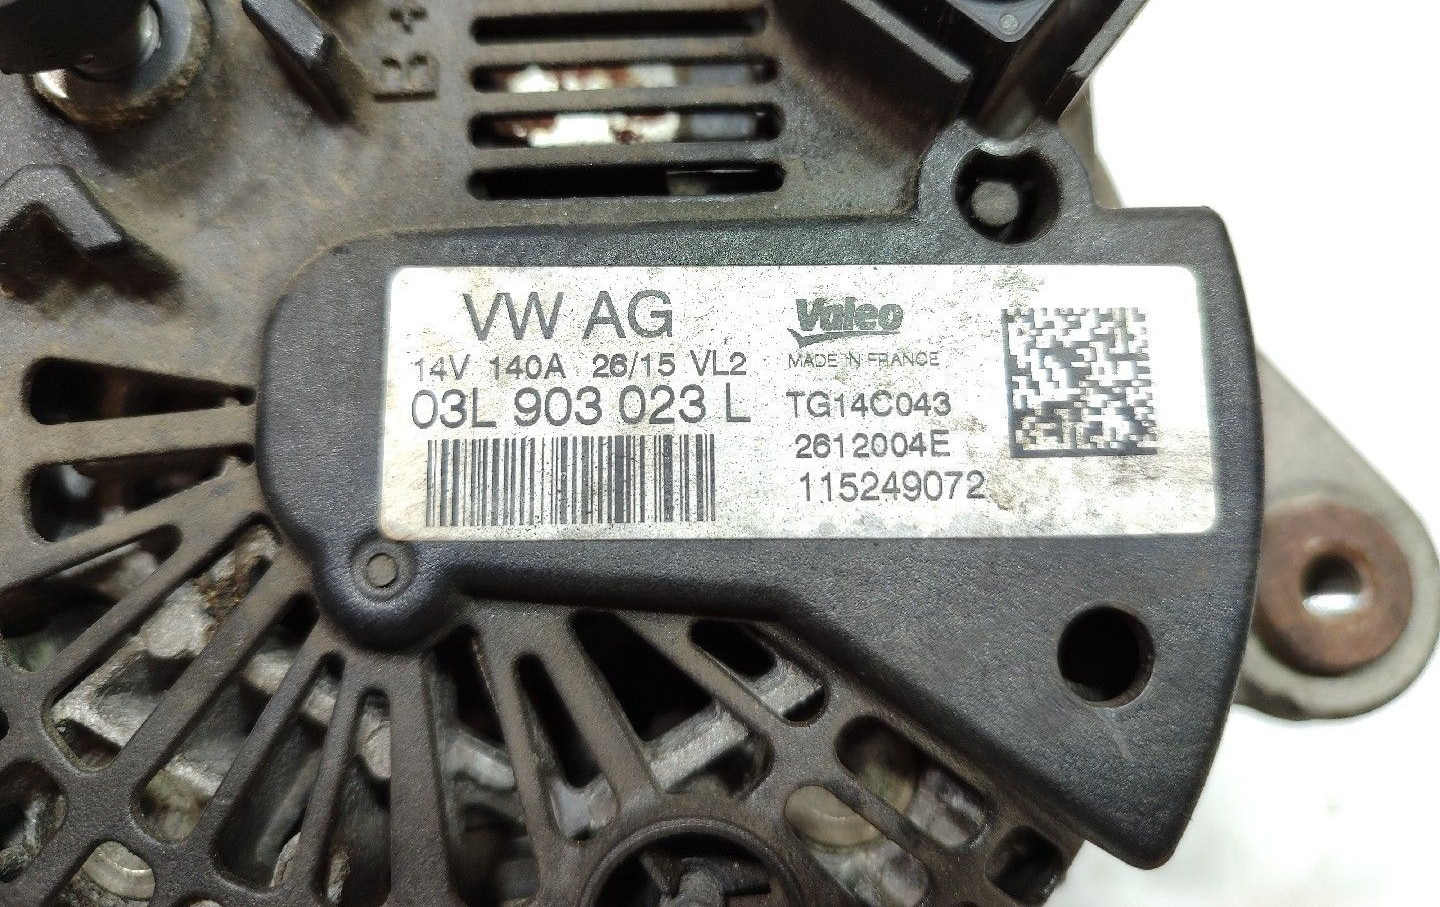 B+
VW AG
14V 140A 26/15 VL2
03L 903 023 L
Valeo
MADE IN FRANCE
TG14C043
2612004E
115249072